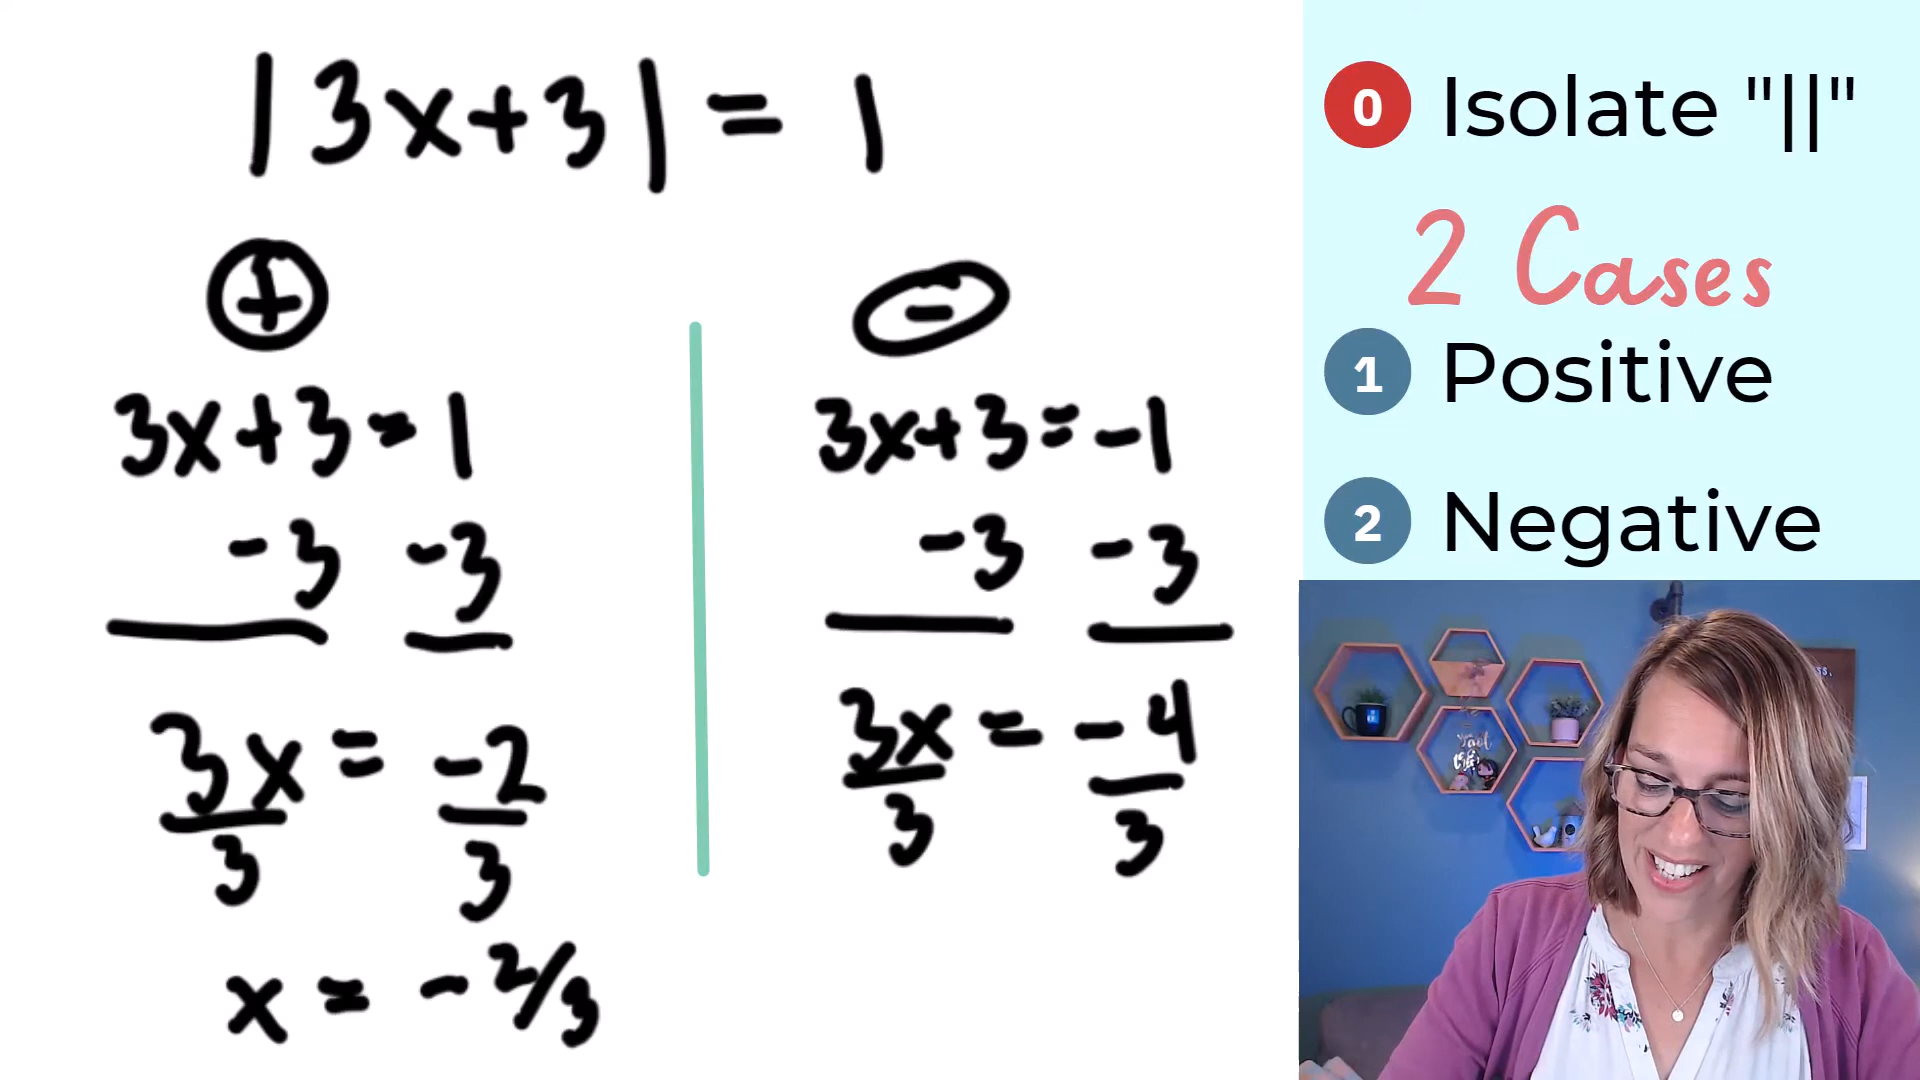 |3x+3| = 1
+
3x+3=1
-3 -3
3x = -2
3 3
x = -2/3
-
3x+3=-1
-3 -3
3x = -4
3 3
0 Isolate "||"
2 Cases
1 Positive
2 Negative